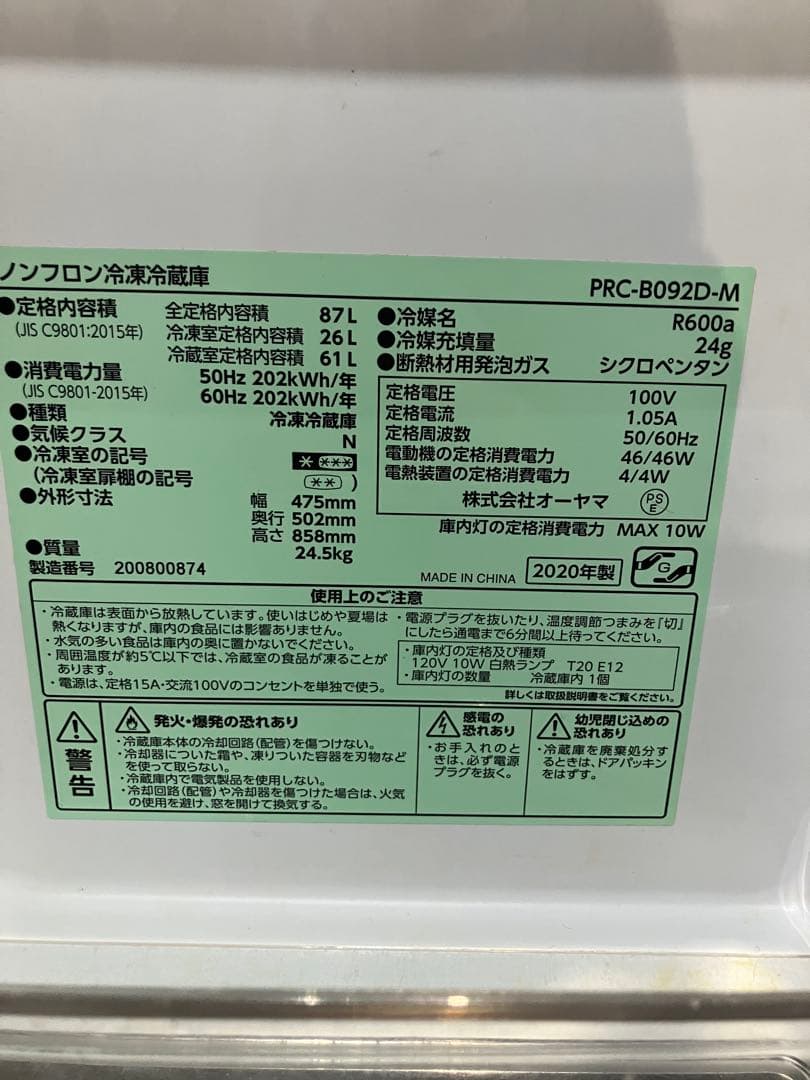 ノンフロン冷凍冷蔵庫
PRC-B092D-M
●定格内容積 全定格内容積 87L
(JIS C9801:2015年) 冷凍室定格内容積 26L
冷蔵室定格内容積 61L
●消費電力量 50Hz 202kWh/年
(JIS C9801-2015年) 60Hz 202kWh/年
●種類 冷凍冷蔵庫
●気候クラス N
●冷凍室の記号
(冷凍室扉棚の記号 )
●外形寸法 幅 475mm
奥行 502mm
高さ 858mm
●質量 24.5kg
製造番号 200800874
●冷媒名 R600a
●冷媒充填量 24g
●断熱材用発泡ガス シクロペンタン
定格電圧 100V
定格電流 1.05A
定格周波数 50/60Hz
電動機の定格消費電力 46/46W
電熱装置の定格消費電力 4/4W
株式会社オーヤマ PSE
庫内灯の定格消費電力 MAX 10W
MADE IN CHINA 2020年製 G
使用上のご注意
・冷蔵庫は表面から放熱しています。使いはじめや夏場は
熱くなりますが、庫内の食品には影響ありません。
・水気の多い食品は庫内の奥に置かないでください。
・周囲温度が約5℃以下では、冷蔵室の食品が凍ることが
あります。
・電源は、定格15A・交流100Vのコンセントを単独で使う。
・電源プラグを抜いたり、温度調節つまみを「切」
にしたら通電まで6分間以上待ってください。
・庫内灯の定格及び種類
120V 10W 白熱ランプ T20 E12
・庫内灯の数量 冷蔵庫内 1個
詳しくは取扱説明書をご覧ください。
警告
発火・爆発の恐れあり
・冷蔵庫本体の冷却回路(配管)を傷つけない。
・冷却器についた霜や、凍りついた容器を刃物など
を使って取らない。
・冷蔵庫内で電気製品を使用しない。
・冷却回路(配管)や冷却器を傷つけた場合は、火気
の使用を避け、窓を開けて換気する。
感電の
恐れあり
・お手入れのと
きは、必ず電源
プラグを抜く。
幼児閉じ込めの
恐れあり
・冷蔵庫を廃棄処分す
るときは、ドアパッキン
をはずす。